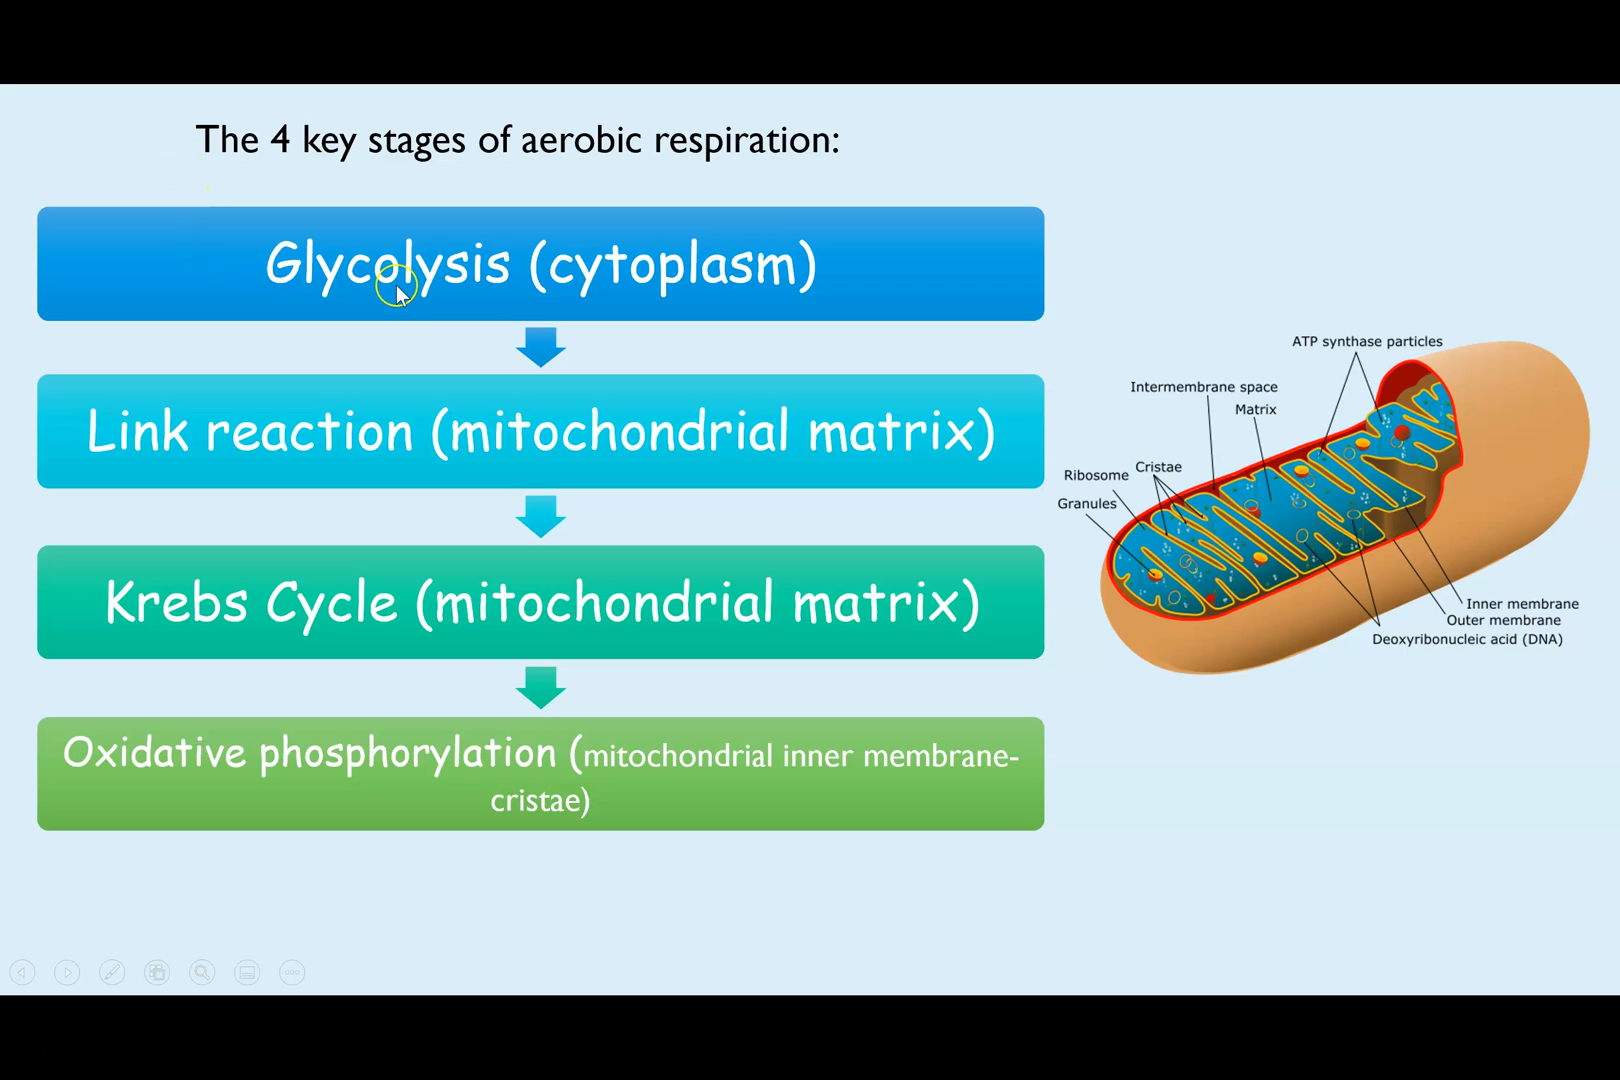 The 4 key stages of aerobic respiration:
Glycolysis (cytoplasm)
Link reaction (mitochondrial matrix)
Krebs Cycle (mitochondrial matrix)
Oxidative phosphorylation (mitochondrial inner membrane-
cristae)
ATP synthase particles
Intermembrane space
Matrix
Cristae
Ribosome
Granules
Inner membrane
Outer membrane
Deoxyribonucleic acid (DNA)